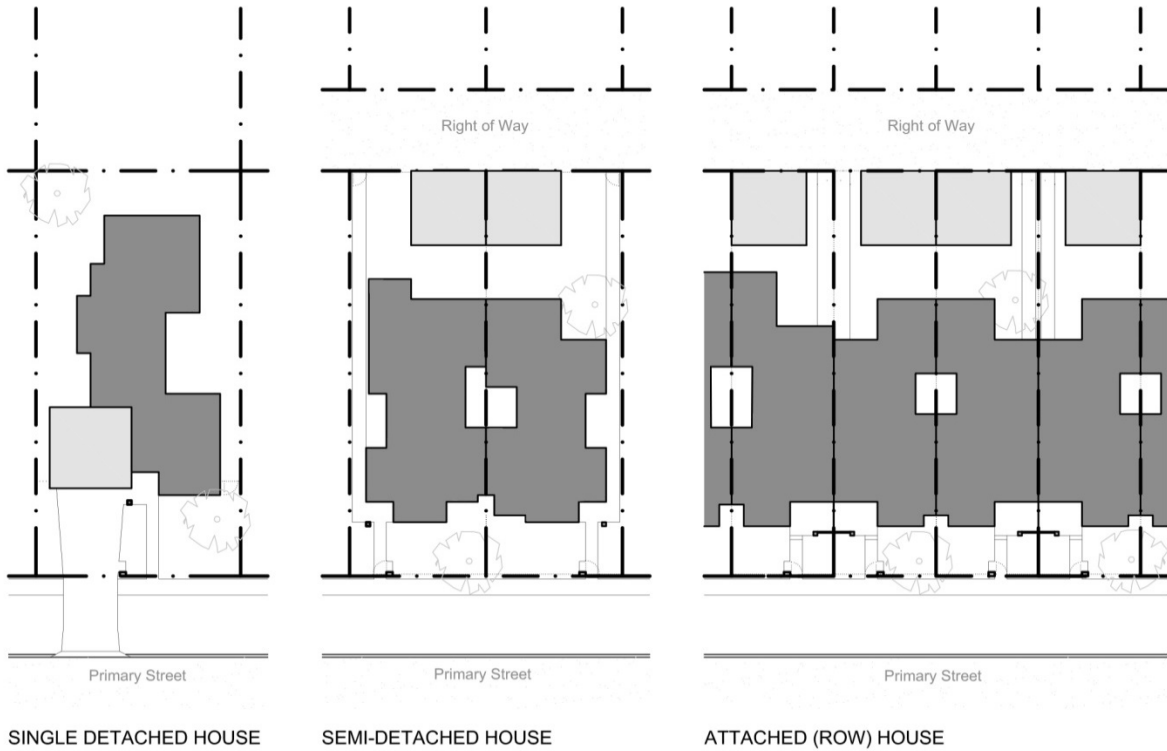 Right of Way
Right of Way
Primary Street
Primary Street
Primary Street
SINGLE DETACHED HOUSE
SEMI-DETACHED HOUSE
ATTACHED (ROW) HOUSE